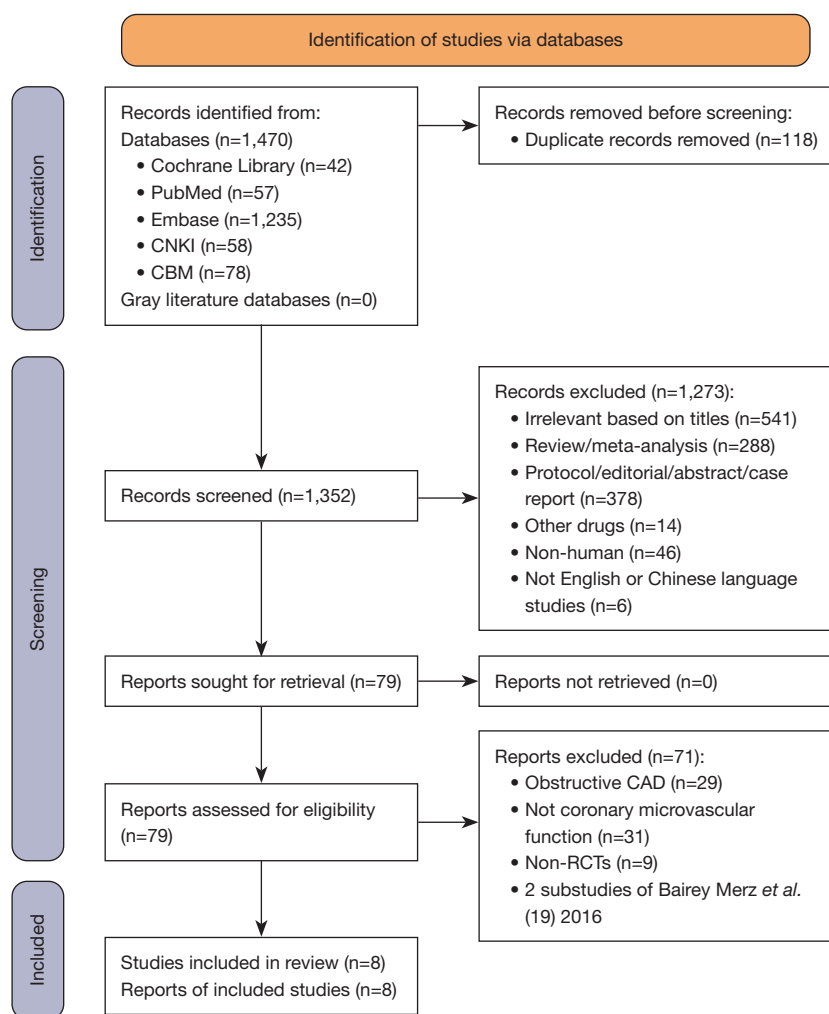 Identification of studies via databases
Identification
Records identified from:
Databases (n=1,470)
• Cochrane Library (n=42)
• PubMed (n=57)
• Embase (n=1,235)
• CNKI (n=58)
• CBM (n=78)
Gray literature databases (n=0)
Records removed before screening:
• Duplicate records removed (n=118)
Screening
Records screened (n=1,352)
Records excluded (n=1,273):
• Irrelevant based on titles (n=541)
• Review/meta-analysis (n=288)
• Protocol/editorial/abstract/case
report (n=378)
• Other drugs (n=14)
• Non-human (n=46)
• Not English or Chinese language
studies (n=6)
Reports sought for retrieval (n=79)
Reports not retrieved (n=0)
Reports assessed for eligibility
(n=79)
Reports excluded (n=71):
• Obstructive CAD (n=29)
• Not coronary microvascular
function (n=31)
• Non-RCTs (n=9)
• 2 substudies of Bairey Merz et al.
(19) 2016
Included
Studies included in review (n=8)
Reports of included studies (n=8)